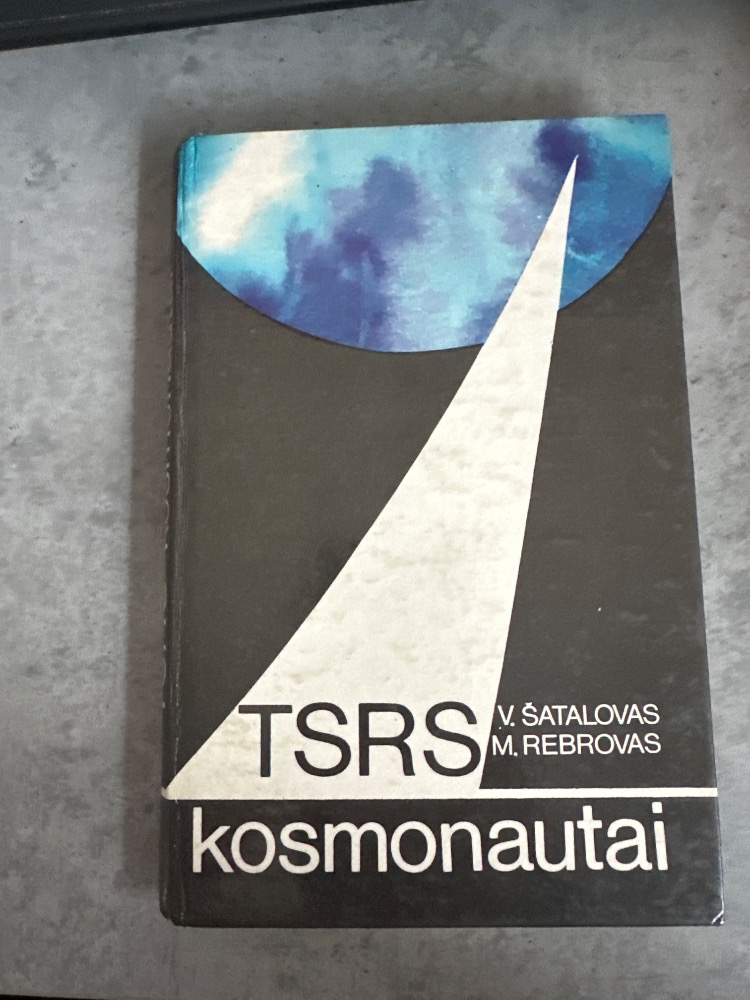 TSRS
V. ŠATALOVAS
M. REBROVAS
kosmonautai